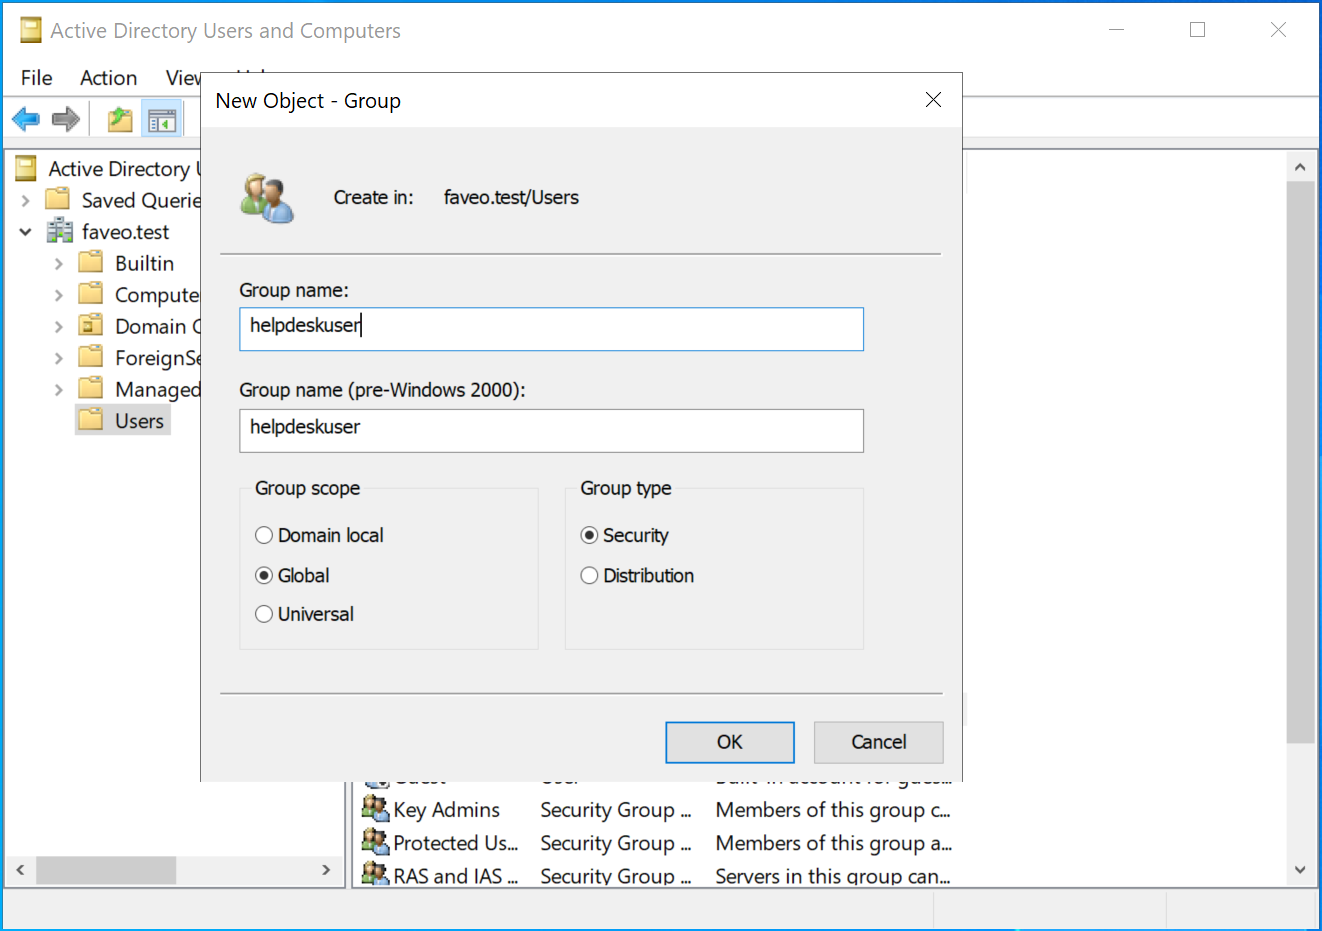 Active Directory Users and Computers
File Action View
New Object - Group
Active Directory
Saved Querie
faveo.test
Builtin
Compute
Domain C
ForeignSe
Managed
Users
Create in: faveo.test/Users
Group name:
helpdeskuser
Group name (pre-Windows 2000):
helpdeskuser
Group scope
Domain local
Global
Universal
Group type
Security
Distribution
OK Cancel
Key Admins Security Group ... Members of this group c...
Protected Us... Security Group ... Members of this group a...
RAS and IAS ... Security Group ... Servers in this group can...